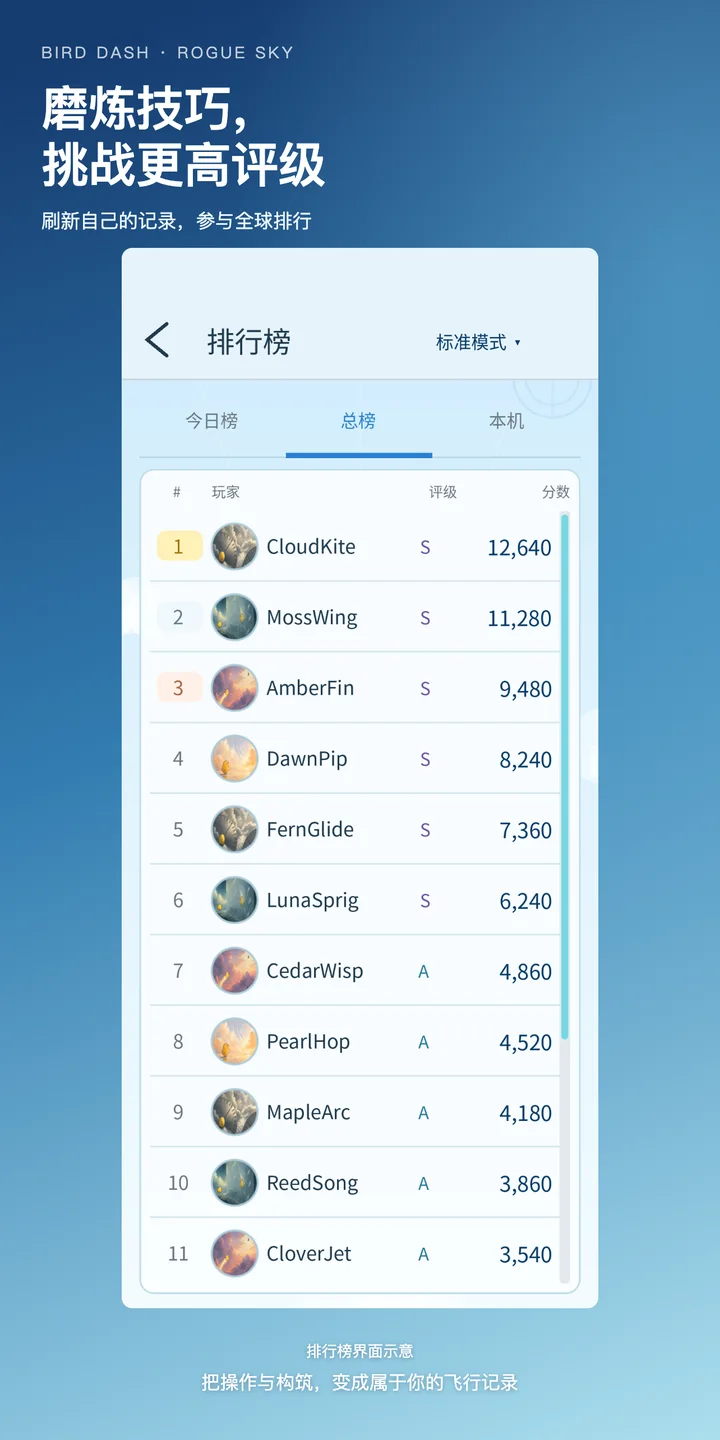 BIRD DASH · ROGUE SKY
磨炼技巧，
挑战更高评级
刷新自己的记录，参与全球排行
排行榜
标准模式 ▾
今日榜 总榜 本机
# 玩家 评级 分数
1 CloudKite S 12,640
2 MossWing S 11,280
3 AmberFin S 9,480
4 DawnPip S 8,240
5 FernGlide S 7,360
6 LunaSprig S 6,240
7 CedarWisp A 4,860
8 PearlHop A 4,520
9 MapleArc A 4,180
10 ReedSong A 3,860
11 CloverJet A 3,540
排行榜界面示意
把操作与构筑，变成属于你的飞行记录